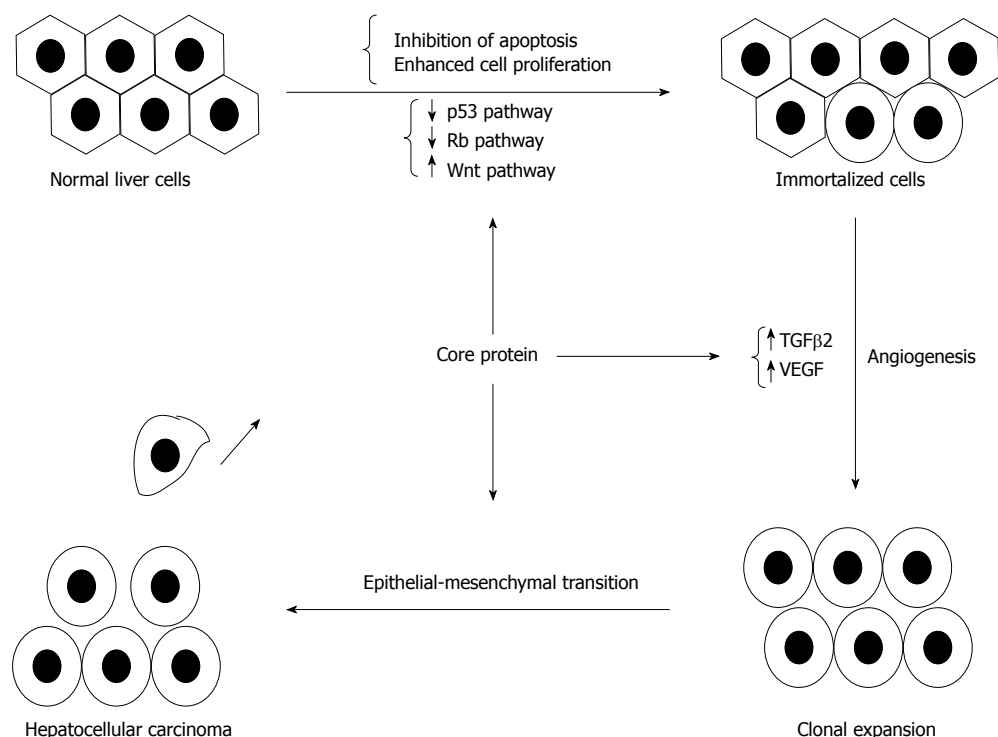 Inhibition of apoptosis
Enhanced cell proliferation
p53 pathway
Rb pathway
Wnt pathway
Normal liver cells
Immortalized cells
Core protein
TGFβ2
VEGF
Angiogenesis
Epithelial-mesenchymal transition
Hepatocellular carcinoma
Clonal expansion